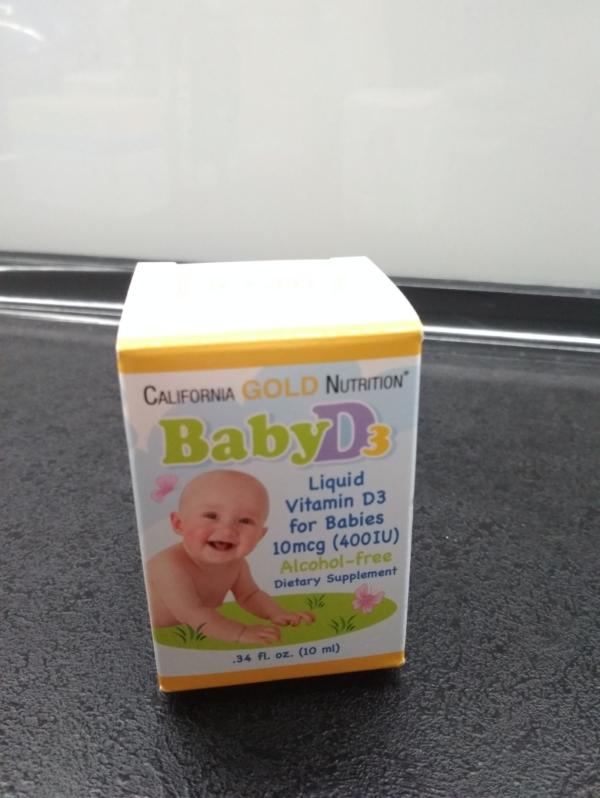 CALIFORNIA GOLD NUTRITION®
BabyD3
Liquid
Vitamin D3
for Babies
10mcg (400IU)
Alcohol-free
Dietary Supplement
.34 fl. oz. (10 ml)